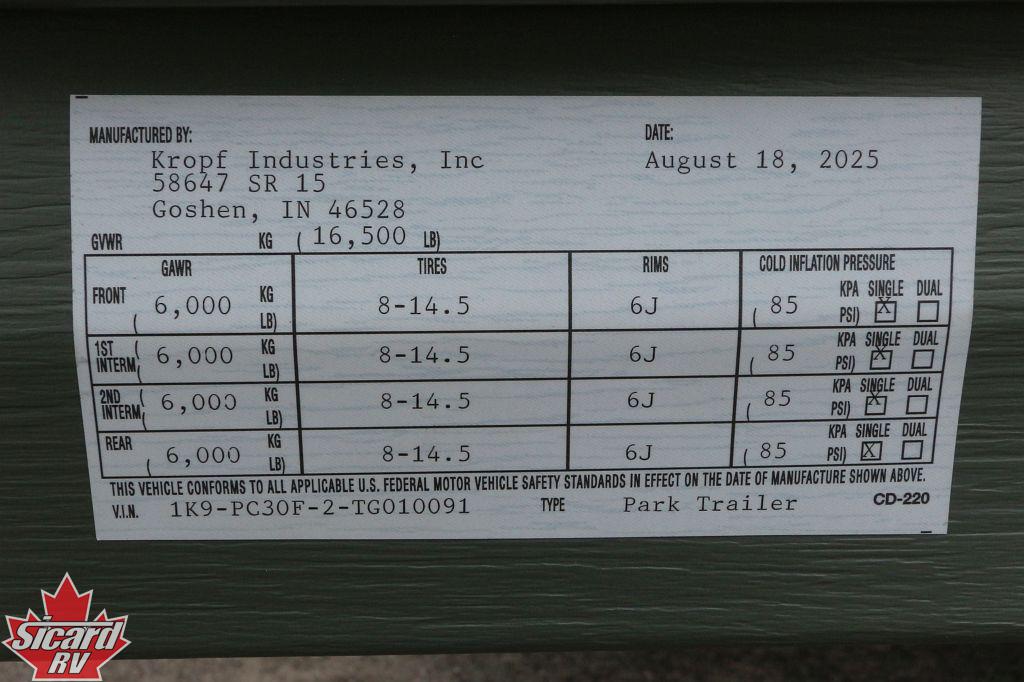 MANUFACTURED BY: DATE:
Kropf Industries, Inc August 18, 2025
58647 SR 15
Goshen, IN 46528
GVWR KG ( 16,500 LB)
GAWR TIRES RIMS COLD INFLATION PRESSURE
FRONT ( 6,000 KG LB) 8-14.5 6J ( 85 KPA PSI) SINGLE X DUAL
1ST INTERM ( 6,000 KG LB) 8-14.5 6J ( 85 KPA PSI) SINGLE X DUAL
2ND INTERM ( 6,000 KG LB) 8-14.5 6J ( 85 KPA PSI) SINGLE X DUAL
REAR ( 6,000 KG LB) 8-14.5 6J ( 85 KPA PSI) SINGLE X DUAL
THIS VEHICLE CONFORMS TO ALL APPLICABLE U.S. FEDERAL MOTOR VEHICLE SAFETY STANDARDS IN EFFECT ON THE DATE OF MANUFACTURE SHOWN ABOVE.
V.I.N. 1K9-PC30F-2-TG010091 TYPE Park Trailer CD-220
Sicard
RV